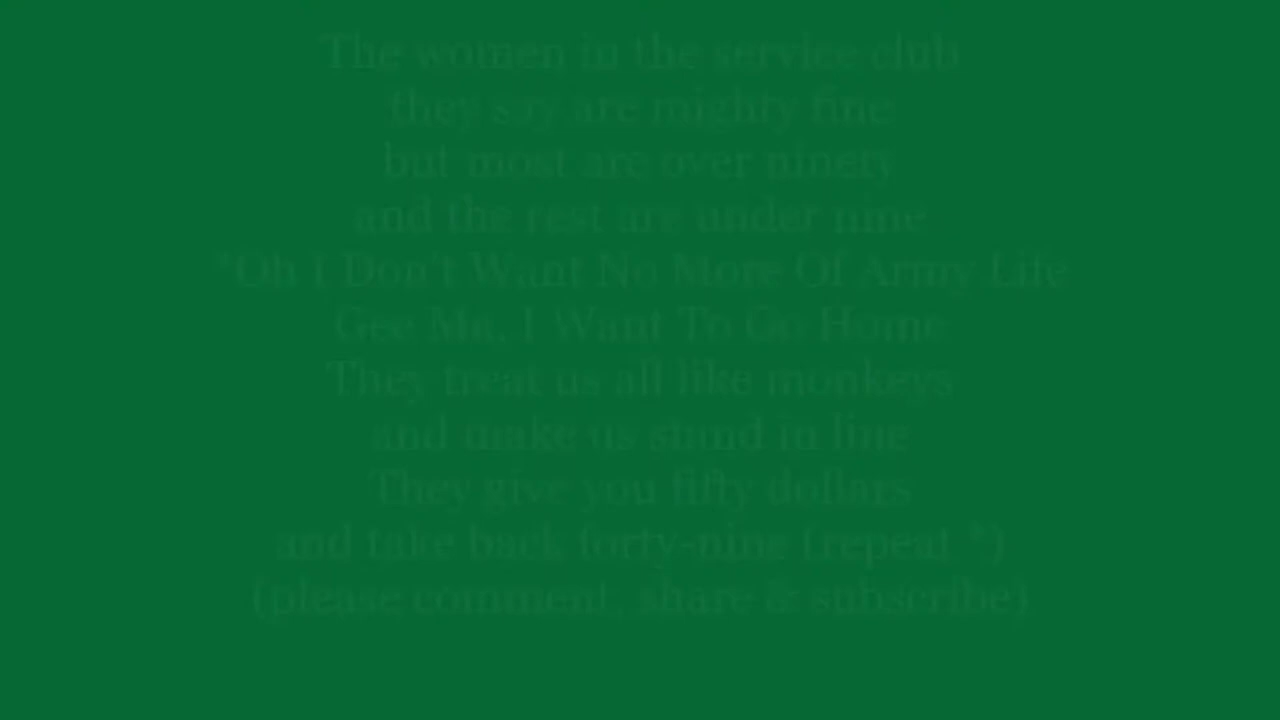 The women in the service club
they say are mighty fine
but most are over ninety
and the rest are under nine
*Oh I Don't Want No More Of Army Life
Gee Ma, I Want To Go Home
They treat us all like monkeys
and make us stand in line
They give you fifty dollars
and take back forty-nine (repeat *)
(please comment, share & subscribe)